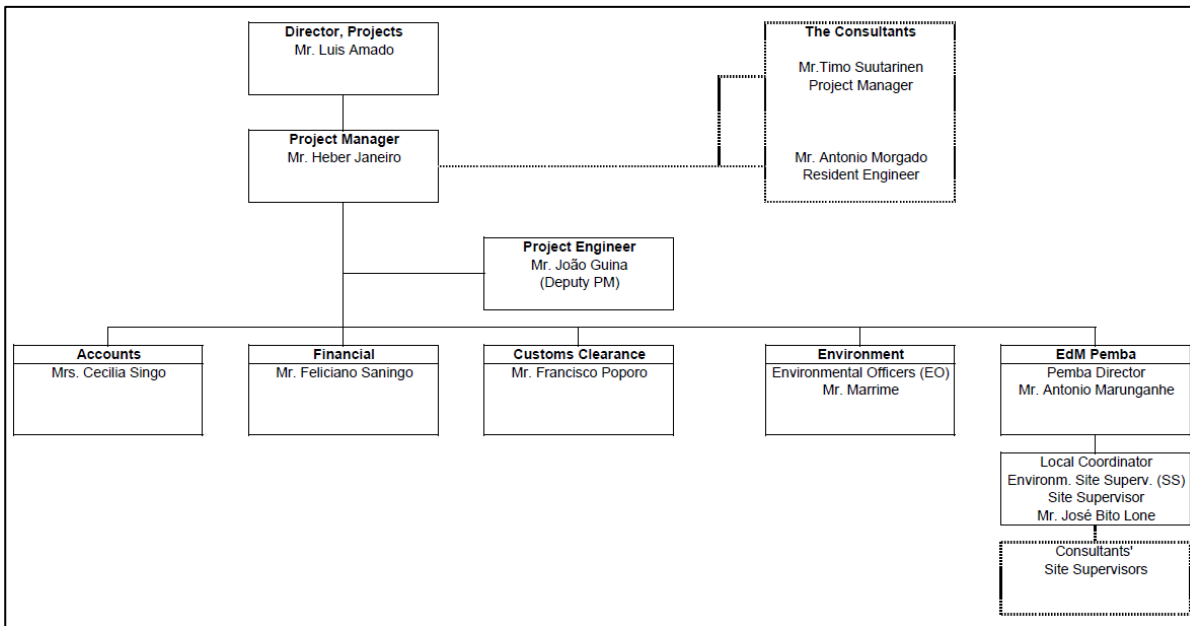 Director, Projects
Mr. Luis Amado
The Consultants
Mr.Timo Suutarinen
Project Manager
Mr. Antonio Morgado
Resident Engineer
Project Manager
Mr. Heber Janeiro
Project Engineer
Mr. João Guina
(Deputy PM)
Accounts
Mrs. Cecilia Singo
Financial
Mr. Feliciano Saningo
Customs Clearance
Mr. Francisco Poporo
Environment
Environmental Officers (EO)
Mr. Marrime
EdM Pemba
Pemba Director
Mr. Antonio Marunganhe
Local Coordinator
Environm. Site Superv. (SS)
Site Supervisor
Mr. José Bito Lone
Consultants'
Site Supervisors